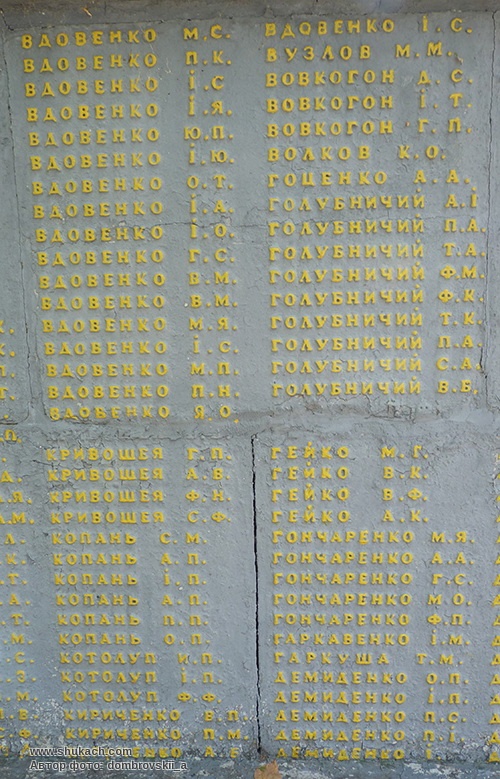 ВДОВЕНКО М.С.
ВДОВЕНКО П.К.
ВДОВЕНКО І.С
ВДОВЕНКО І.Я.
ВДОВЕНКО Ю.П.
ВДОВЕНКО І.Ю.
ВДОВЕНКО О.Т.
ВДОВЕНКО І.А.
ВДОВЕНКО І.О.
ВДОВЕНКО Г.С.
ВДОВЕНКО В.М.
ВДОВЕНКО В.М.
ВДОВЕНКО М.Я.
ВДОВЕНКО І.С.
ВДОВЕНКО М.П.
ВДОВЕНКО П.Н.
ВДОВЕНКО Я.О.
ВДОВЕНКО І.С.
ВУЗЛОВ М.М.
ВОВКОГОН Д.С.
ВОВКОГОН І.Т.
ВОВКОГОН Г.П.
ВОЛКОВ К.О.
ГОЦЕНКО А.А.
ГОЛУБНИЧИЙ А.І
ГОЛУБНИЧИЙ П.А.
ГОЛУБНИЧИЙ Т.А.
ГОЛУБНИЧИЙ Ф.М.
ГОЛУБНИЧИЙ Ф.К.
ГОЛУБНИЧИЙ Т.К.
ГОЛУБНИЧИЙ П.А.
ГОЛУБНИЧИЙ С.А.
ГОЛУБНИЧИЙ В.Б.
КРИВОШЕЯ Г.П.
КРИВОШЕЯ А.В.
КРИВОШЕЯ Ф.Н.
КРИВОШЕЯ С.Ф.
КОПАНЬ С.М.
КОПАНЬ А.П.
КОПАНЬ І.П.
КОПАНЬ А.П.
КОПАНЬ П.П.
КОПАНЬ О.П.
КОТОЛУП И.П.
КОТОЛУП І.П.
КОТОЛУП Ф.Ф.
КИРИЧЕНКО В.П.
КИРИЧЕНКО П.М.
ГЕЙКО М.Г.
ГЕЙКО В.К.
ГЕЙКО В.Ф.
ГЕЙКО А.К.
ГОНЧАРЕНКО М.Я.
ГОНЧАРЕНКО А.А.
ГОНЧАРЕНКО Г.С.
ГОНЧАРЕНКО М.О.
ГОНЧАРЕНКО Ф.П.
ГАРКАВЕНКО І.М.
ГАРКУША Т.М.
ДЕМИДЕНКО О.П.
ДЕМИДЕНКО І.П.
ДЕМИДЕНКО П.С.
ДЕМИДЕНКО Г.П.
ДЕМИДЕНКО І.
www.shukach.com
Автор фото: dombrovskii_a